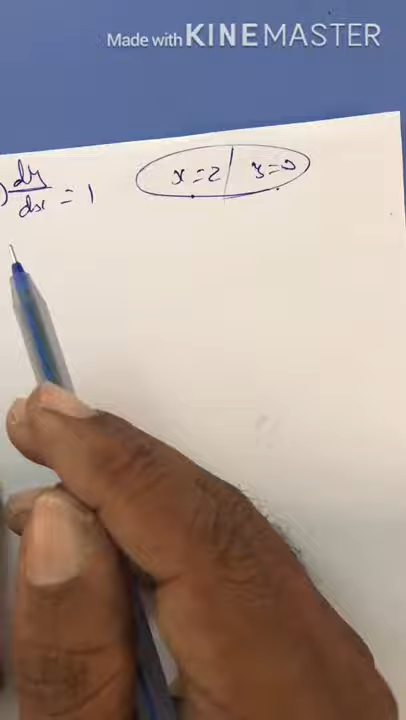 Made with KINEMASTER
) dy/dx = 1
x = 2 | y = 0